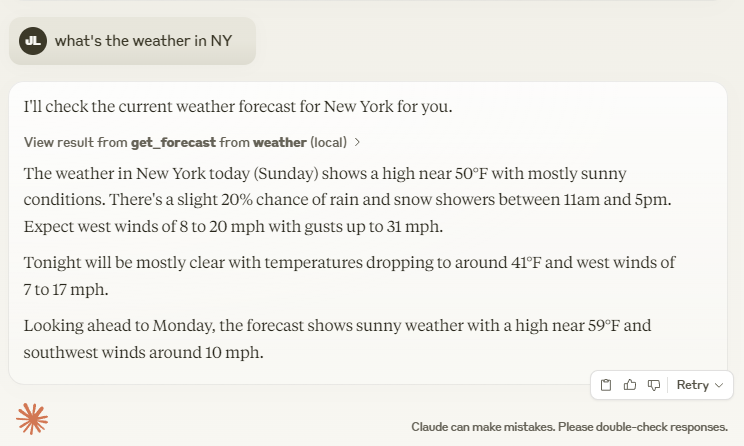 JL what's the weather in NY
I'll check the current weather forecast for New York for you.
View result from get_forecast from weather (local)
The weather in New York today (Sunday) shows a high near 50°F with mostly sunny
conditions. There's a slight 20% chance of rain and snow showers between 11am and 5pm.
Expect west winds of 8 to 20 mph with gusts up to 31 mph.
Tonight will be mostly clear with temperatures dropping to around 41°F and west winds of
7 to 17 mph.
Looking ahead to Monday, the forecast shows sunny weather with a high near 59°F and
southwest winds around 10 mph.
Retry
Claude can make mistakes. Please double-check responses.